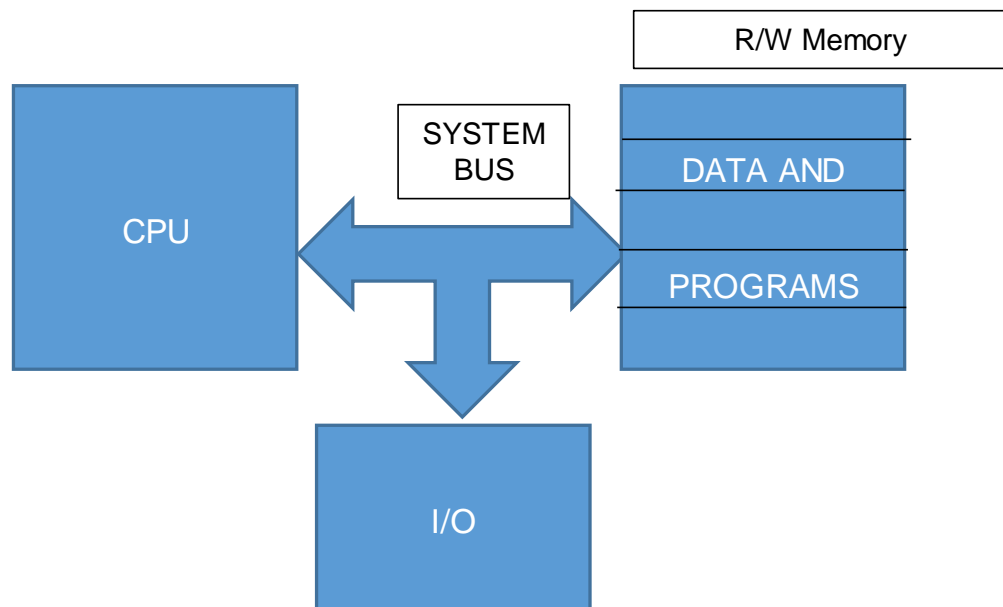 R/W Memory
SYSTEM
BUS
DATA AND
CPU
PROGRAMS
I/O